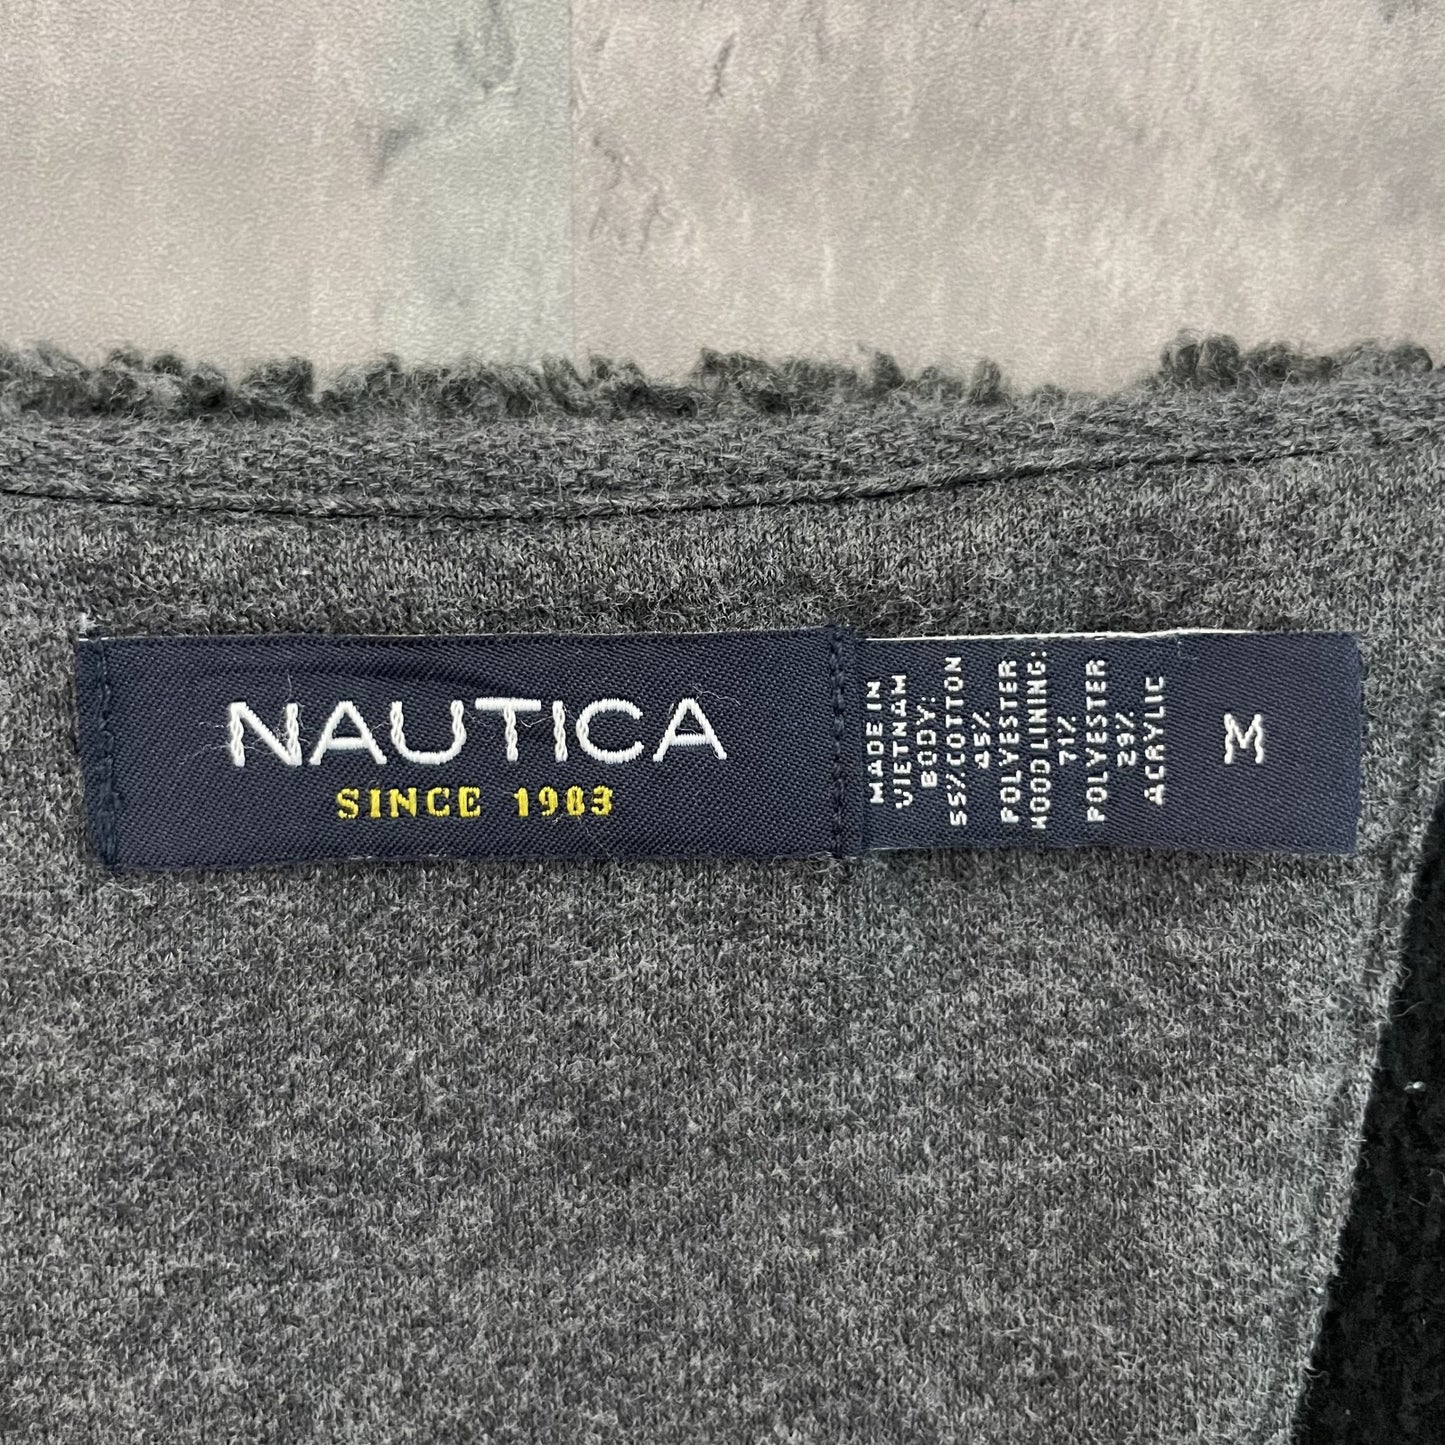 NAUTICA
SINCE 1983
MADE IN
VIETNAM
BODY:
55% COTTON
45%
POLYESTER
HOOD LINING:
71%
POLYESTER
29%
ACRYLIC
M